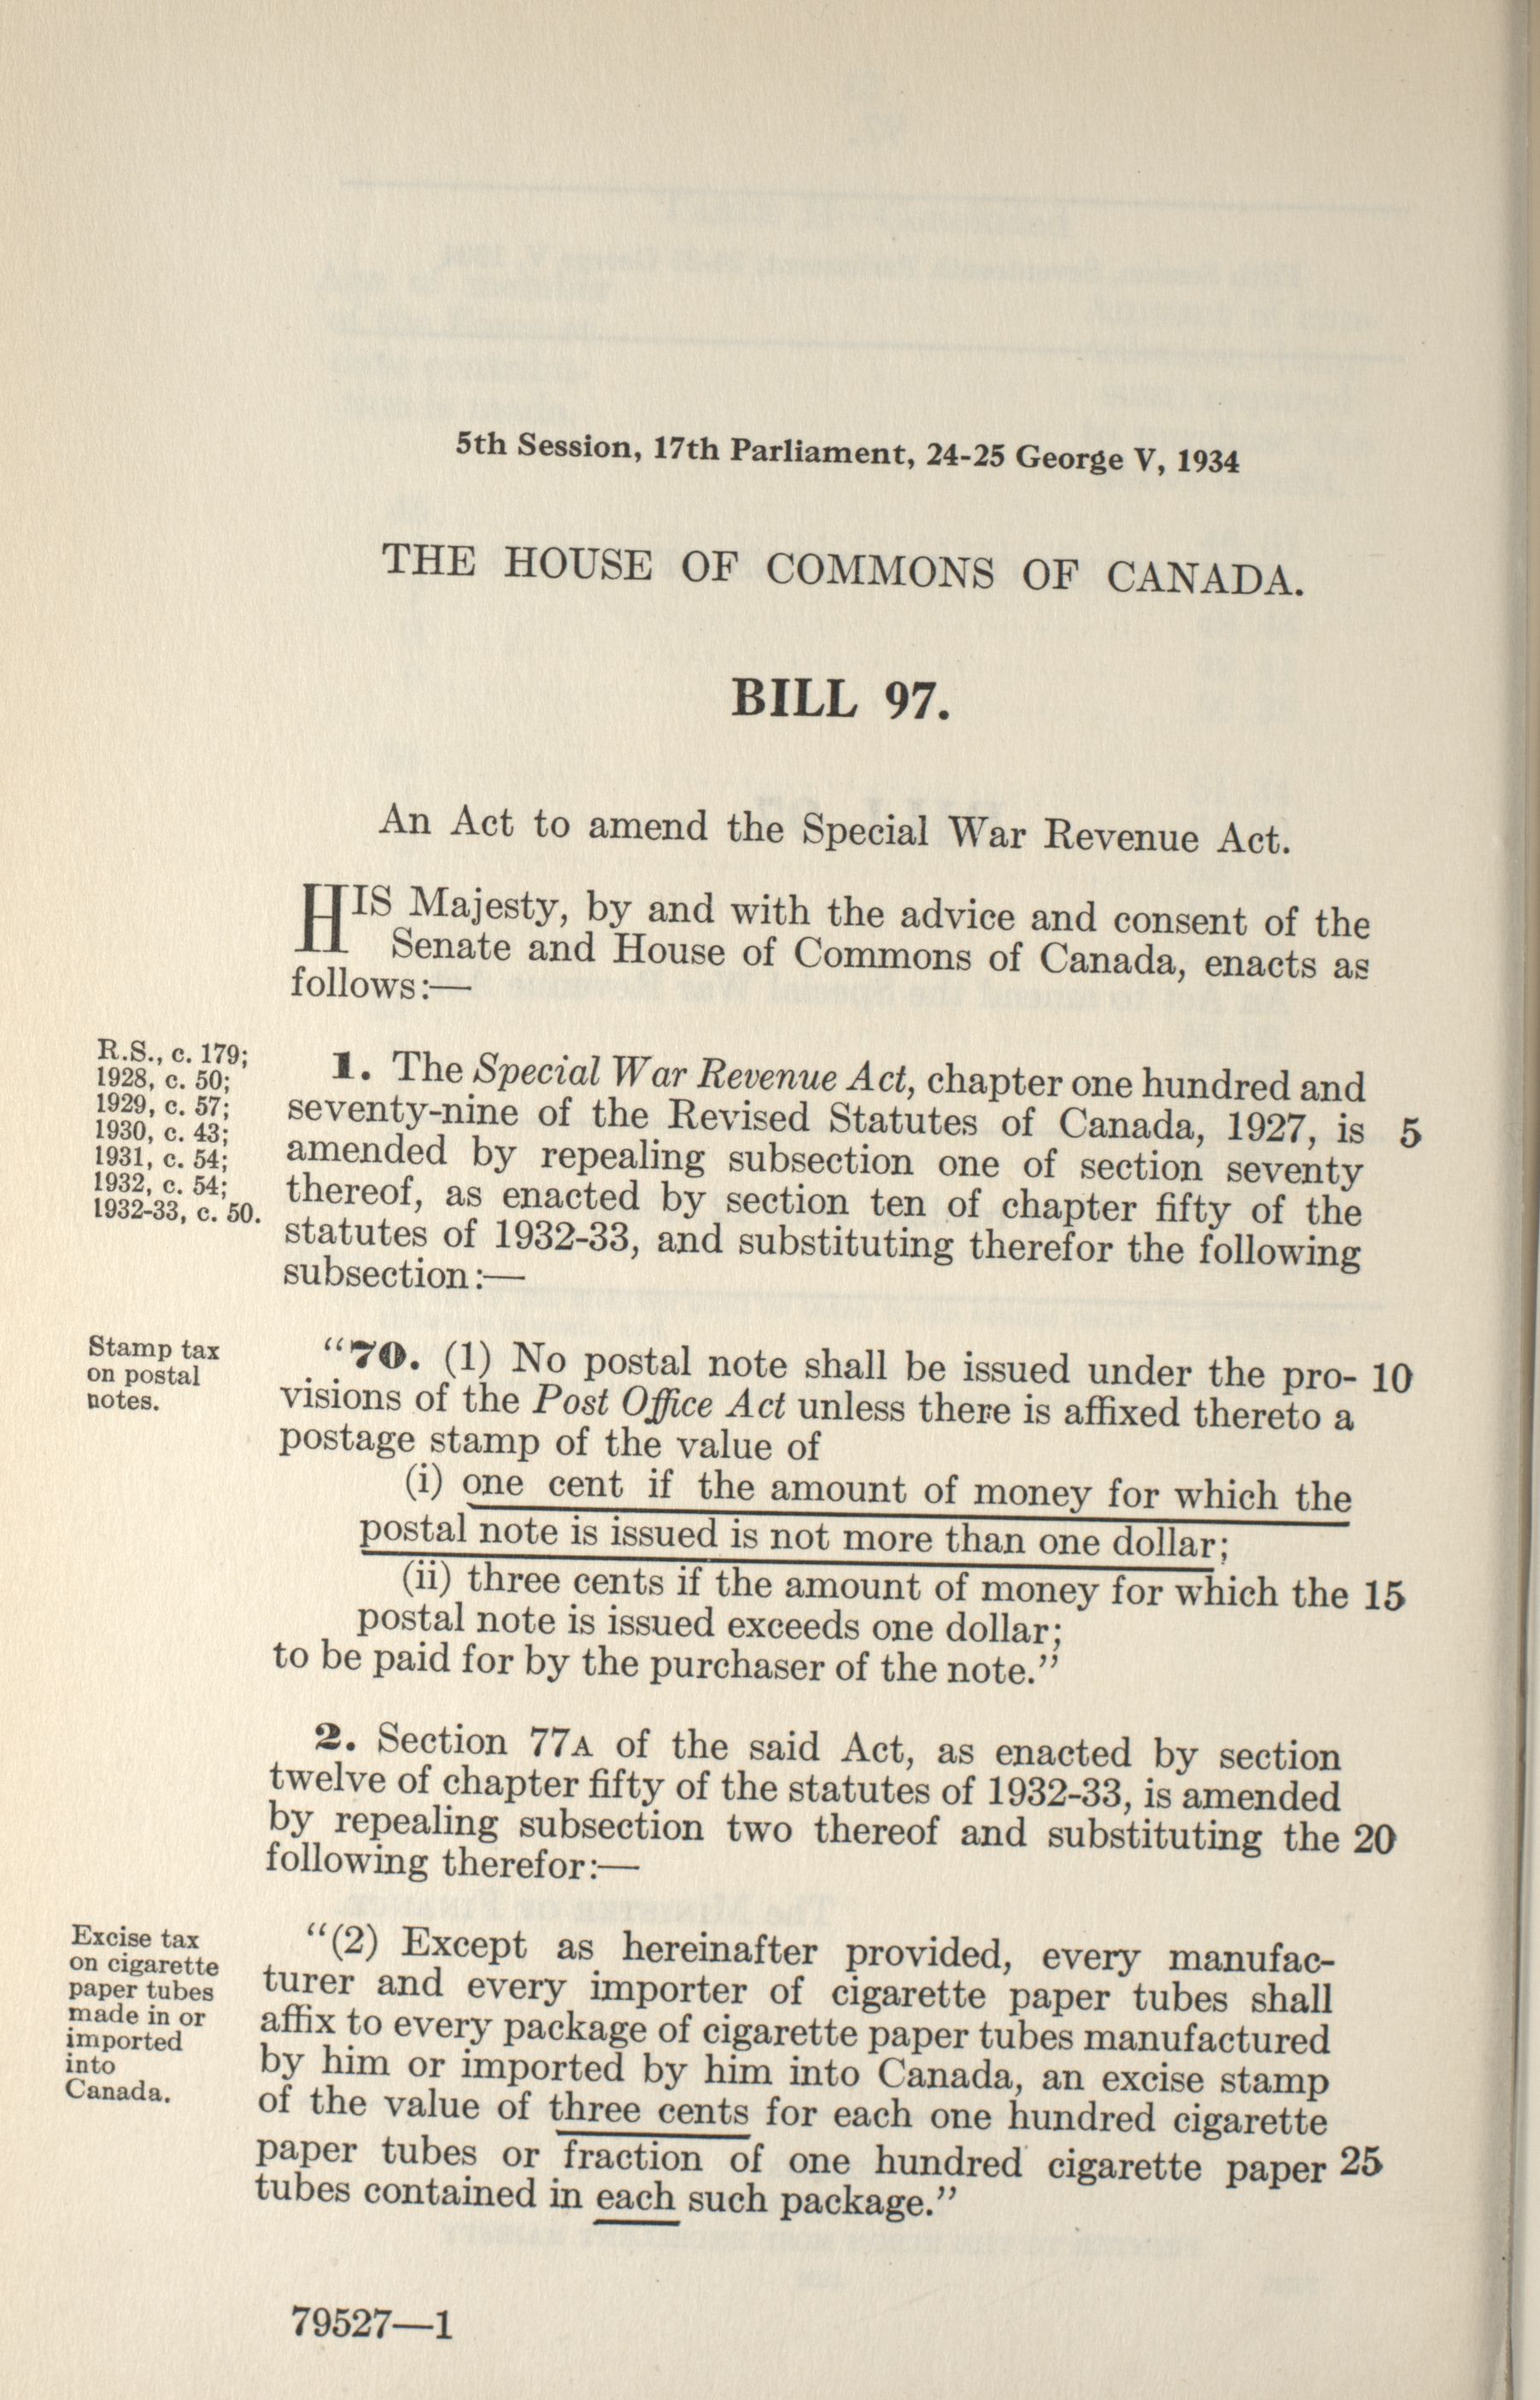 5th Session, 17th Parliament, 24-25 George V, 1934
THE HOUSE OF COMMONS OF CANADA.
BILL 97.
An Act to amend the Special War Revenue Act.
HIS Majesty, by and with the advice and consent of the
Senate and House of Commons of Canada, enacts as
follows:—
R.S., c. 179;
1928, c. 50;
1929, c. 57;
1930, c. 43;
1931, c. 54;
1932, c. 54;
1932-33, c. 50.
1. The Special War Revenue Act, chapter one hundred and
seventy-nine of the Revised Statutes of Canada, 1927, is 5
amended by repealing subsection one of section seventy
thereof, as enacted by section ten of chapter fifty of the
statutes of 1932-33, and substituting therefor the following
subsection:—
Stamp tax
on postal
notes.
“70. (1) No postal note shall be issued under the pro- 10
visions of the Post Office Act unless there is affixed thereto a
postage stamp of the value of
(i) one cent if the amount of money for which the
postal note is issued is not more than one dollar;
(ii) three cents if the amount of money for which the 15
postal note is issued exceeds one dollar;
to be paid for by the purchaser of the note.”
2. Section 77A of the said Act, as enacted by section
twelve of chapter fifty of the statutes of 1932-33, is amended
by repealing subsection two thereof and substituting the 20
following therefor:—
Excise tax
on cigarette
paper tubes
made in or
imported
into
Canada.
“(2) Except as hereinafter provided, every manufac-
turer and every importer of cigarette paper tubes shall
affix to every package of cigarette paper tubes manufactured
by him or imported by him into Canada, an excise stamp
of the value of three cents for each one hundred cigarette
paper tubes or fraction of one hundred cigarette paper 25
tubes contained in each such package.”
79527—1